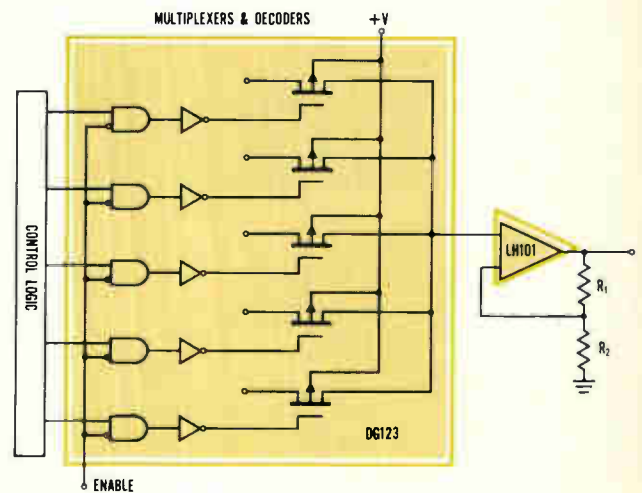 MULTIPLEXERS & DECODERS
+V
CONTROL LOGIC
LH101
R₁
R₂
DG123
ENABLE